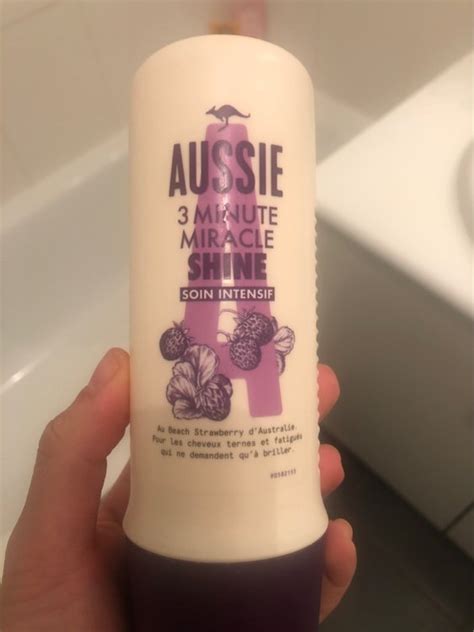 AUSSIE
3 MINUTE
MIRACLE
SHINE
SOIN INTENSIF
Au Beach Strawberry d'Australie.
Pour les cheveux ternes et fatigués
qui ne demandent qu'à briller.